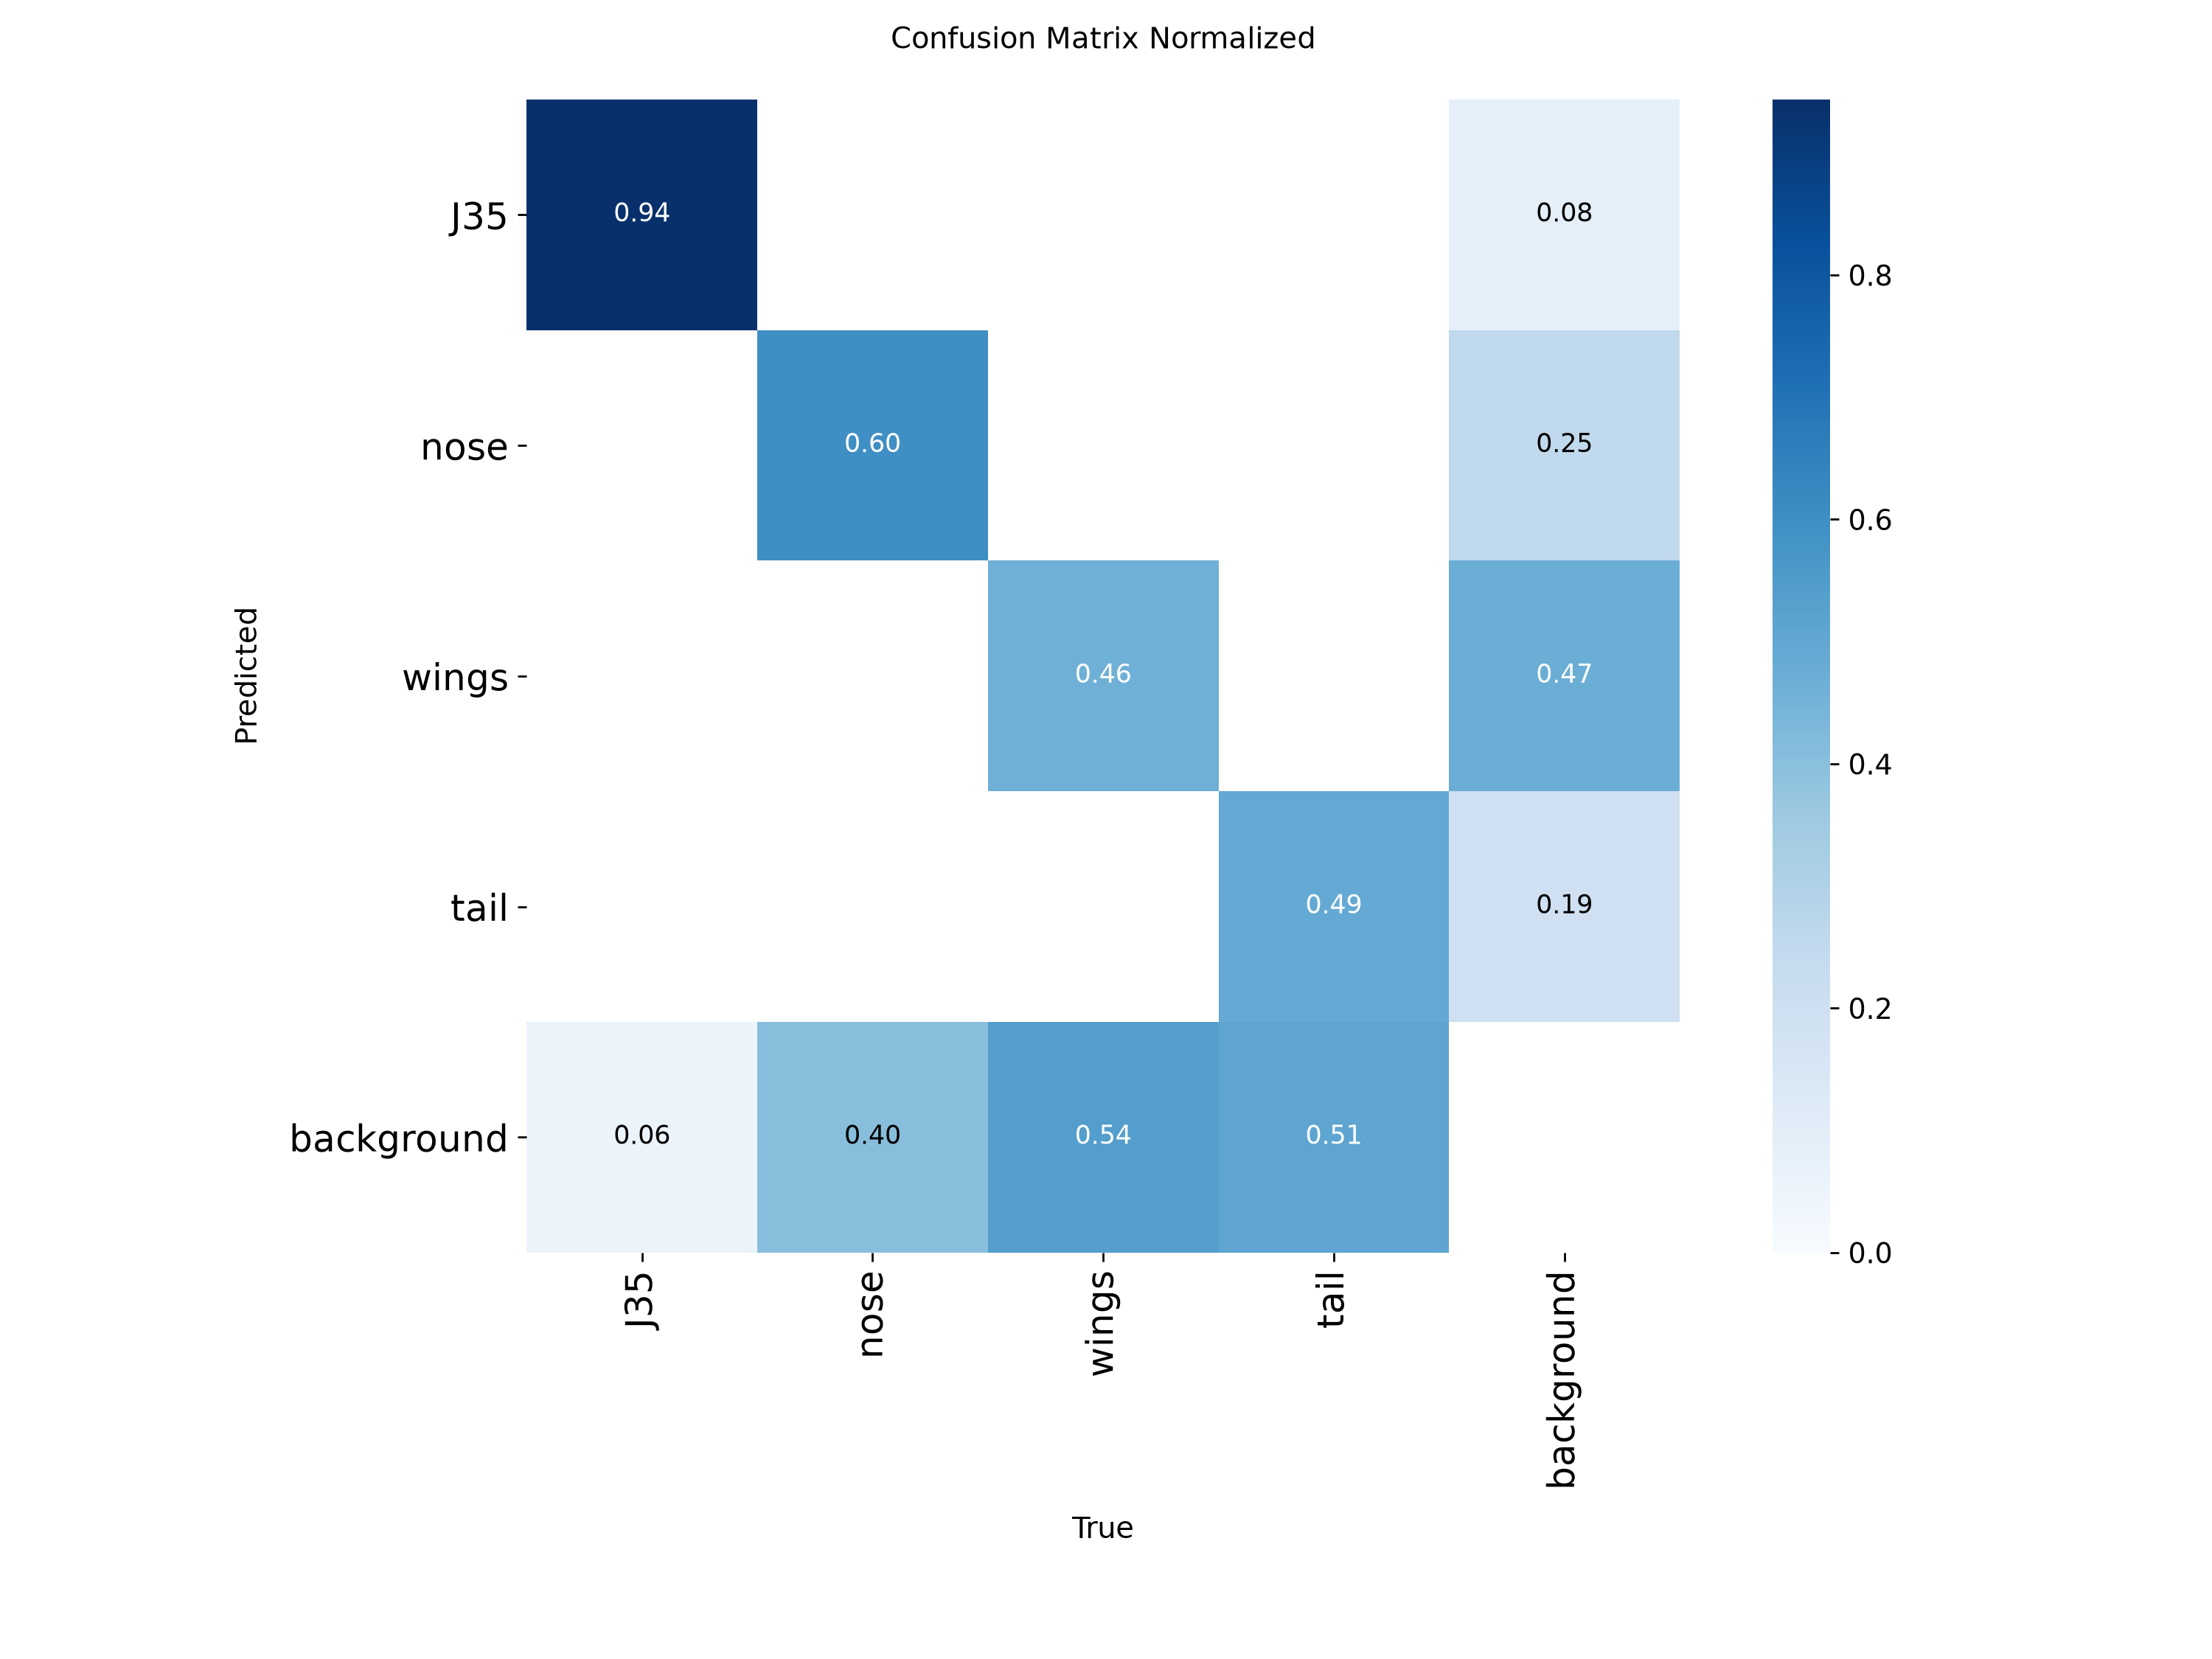 Confusion Matrix Normalized
J35
0.94
0.08
nose
0.60
0.25
wings
0.46
0.47
tail
0.49
0.19
background
0.06
0.40
0.54
0.51
Predicted
J35
nose
wings
tail
background
True
0.8
0.6
0.4
0.2
0.0